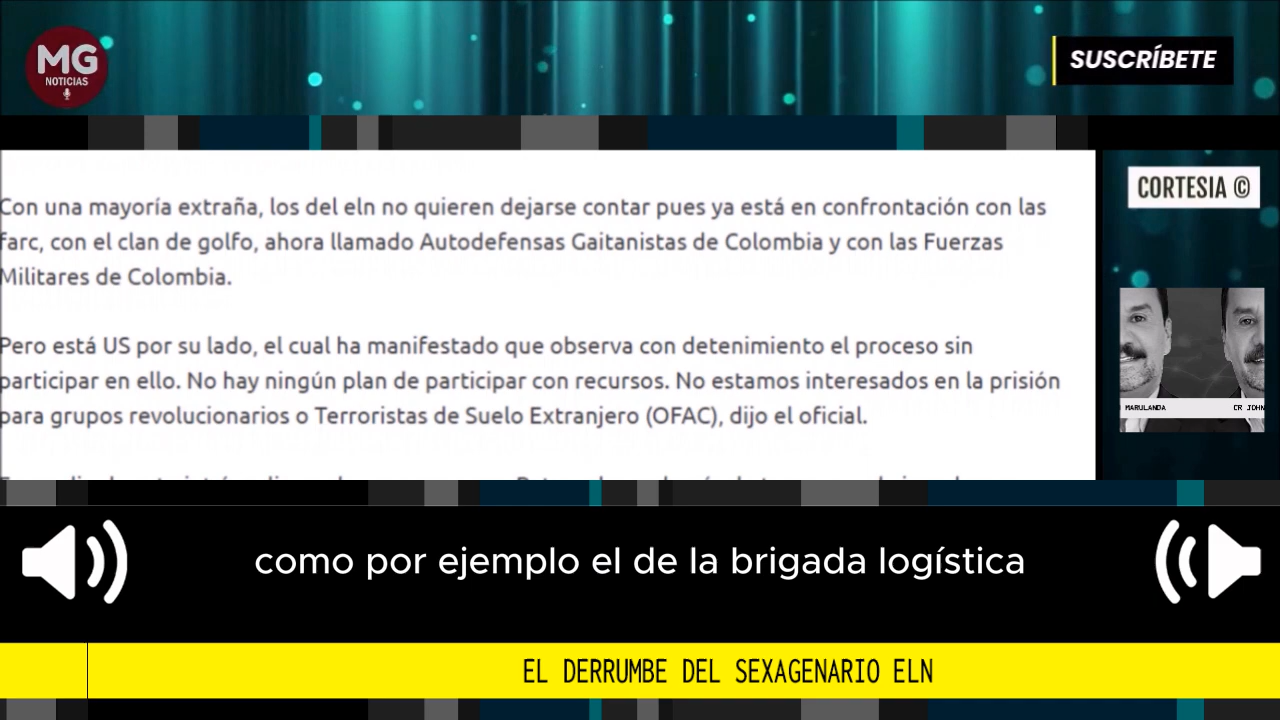 MG
NOTICIAS
SUSCRÍBETE
CORTESIA ©
Con una mayoría extraña, los del eln no quieren dejarse contar pues ya está en confrontación con las
farc, con el clan de golfo, ahora llamado Autodefensas Gaitanistas de Colombia y con las Fuerzas
Militares de Colombia.
Pero está US por su lado, el cual ha manifestado que observa con detenimiento el proceso sin
participar en ello. No hay ningún plan de participar con recursos. No estamos interesados en la prisión
para grupos revolucionarios o Terroristas de Suelo Extranjero (OFAC), dijo el oficial.
MARULANDA CR JOHN
como por ejemplo el de la brigada logística
EL DERRUMBE DEL SEXAGENARIO ELN